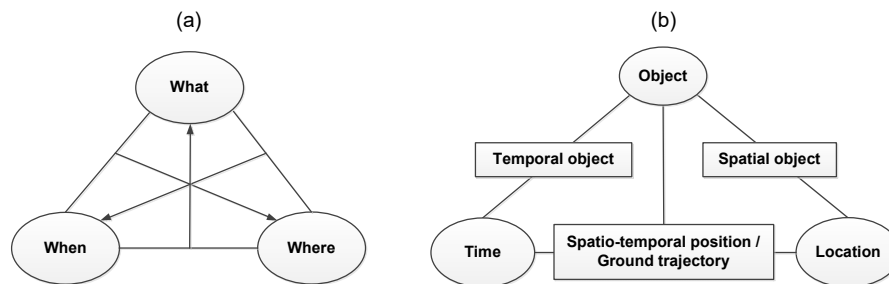 (a)
What
When
Where
(b)
Object
Temporal object
Spatial object
Time
Spatio-temporal position /
Ground trajectory
Location